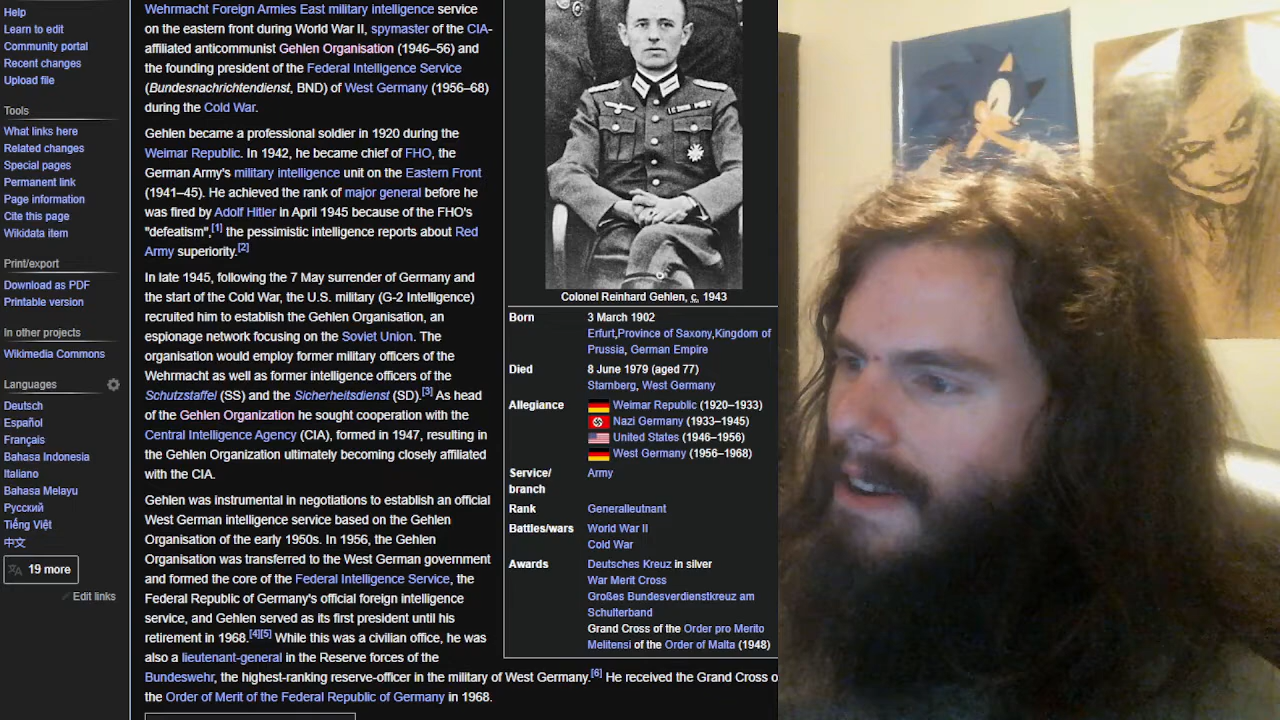 Help
Learn to edit
Community portal
Recent changes
Upload file
Tools
What links here
Related changes
Special pages
Permanent link
Page information
Cite this page
Wikidata item
Print/export
Download as PDF
Printable version
In other projects
Wikimedia Commons
Languages
Deutsch
Español
Français
Bahasa Indonesia
Italiano
Bahasa Melayu
Русский
Tiếng Việt
中文
19 more
Edit links
Wehrmacht Foreign Armies East military intelligence service
on the eastern front during World War II, spymaster of the CIA-
affiliated anticommunist Gehlen Organisation (1946–56) and
the founding president of the Federal Intelligence Service
(Bundesnachrichtendienst, BND) of West Germany (1956–68)
during the Cold War.
Gehlen became a professional soldier in 1920 during the
Weimar Republic. In 1942, he became chief of FHO, the
German Army's military intelligence unit on the Eastern Front
(1941–45). He achieved the rank of major general before he
was fired by Adolf Hitler in April 1945 because of the FHO's
"defeatism",[1] the pessimistic intelligence reports about Red
Army superiority.[2]
In late 1945, following the 7 May surrender of Germany and
the start of the Cold War, the U.S. military (G-2 Intelligence)
recruited him to establish the Gehlen Organisation, an
espionage network focusing on the Soviet Union. The
organisation would employ former military officers of the
Wehrmacht as well as former intelligence officers of the
Schutzstaffel (SS) and the Sicherheitsdienst (SD).[3] As head
of the Gehlen Organization he sought cooperation with the
Central Intelligence Agency (CIA), formed in 1947, resulting in
the Gehlen Organization ultimately becoming closely affiliated
with the CIA.
Gehlen was instrumental in negotiations to establish an official
West German intelligence service based on the Gehlen
Organisation of the early 1950s. In 1956, the Gehlen
Organisation was transferred to the West German government
and formed the core of the Federal Intelligence Service, the
Federal Republic of Germany's official foreign intelligence
service, and Gehlen served as its first president until his
retirement in 1968.[4][5] While this was a civilian office, he was
also a lieutenant-general in the Reserve forces of the
Bundeswehr, the highest-ranking reserve-officer in the military of West Germany.[6] He received the Grand Cross o
the Order of Merit of the Federal Republic of Germany in 1968.
Colonel Reinhard Gehlen, c. 1943
Born 3 March 1902
Erfurt,Province of Saxony,Kingdom of
Prussia, German Empire
Died 8 June 1979 (aged 77)
Starnberg, West Germany
Allegiance Weimar Republic (1920–1933)
Nazi Germany (1933–1945)
United States (1946–1956)
West Germany (1956–1968)
Service/ Army
branch
Rank Generalleutnant
Battles/wars World War II
Cold War
Awards Deutsches Kreuz in silver
War Merit Cross
Großes Bundesverdienstkreuz am
Schulterband
Grand Cross of the Order pro Merito
Melitensi of the Order of Malta (1948)